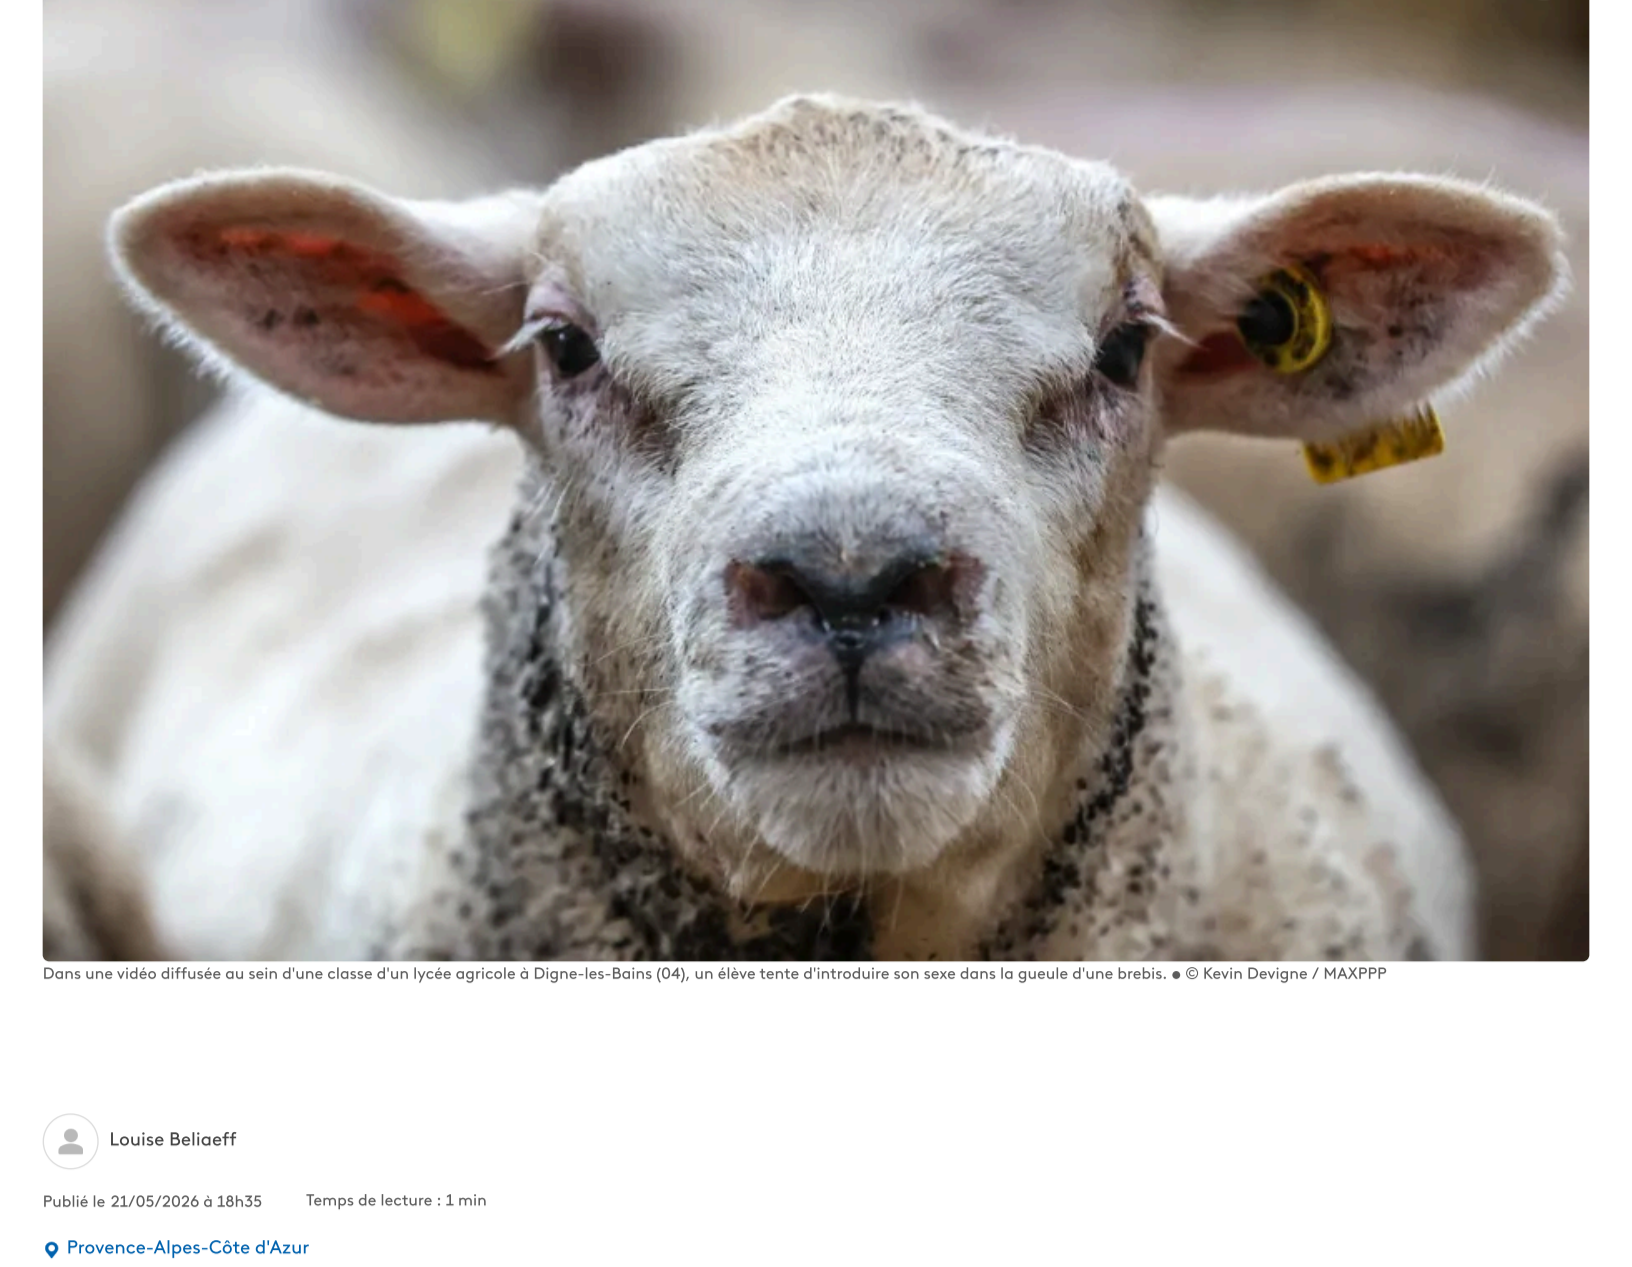 Dans une vidéo diffusée au sein d'une classe d'un lycée agricole à Digne-les-Bains (04), un élève tente d'introduire son sexe dans la gueule d'une brebis. ● © Kevin Devigne / MAXPPP
Louise Beliaeff
Publié le 21/05/2026 à 18h35 Temps de lecture : 1 min
Provence-Alpes-Côte d'Azur